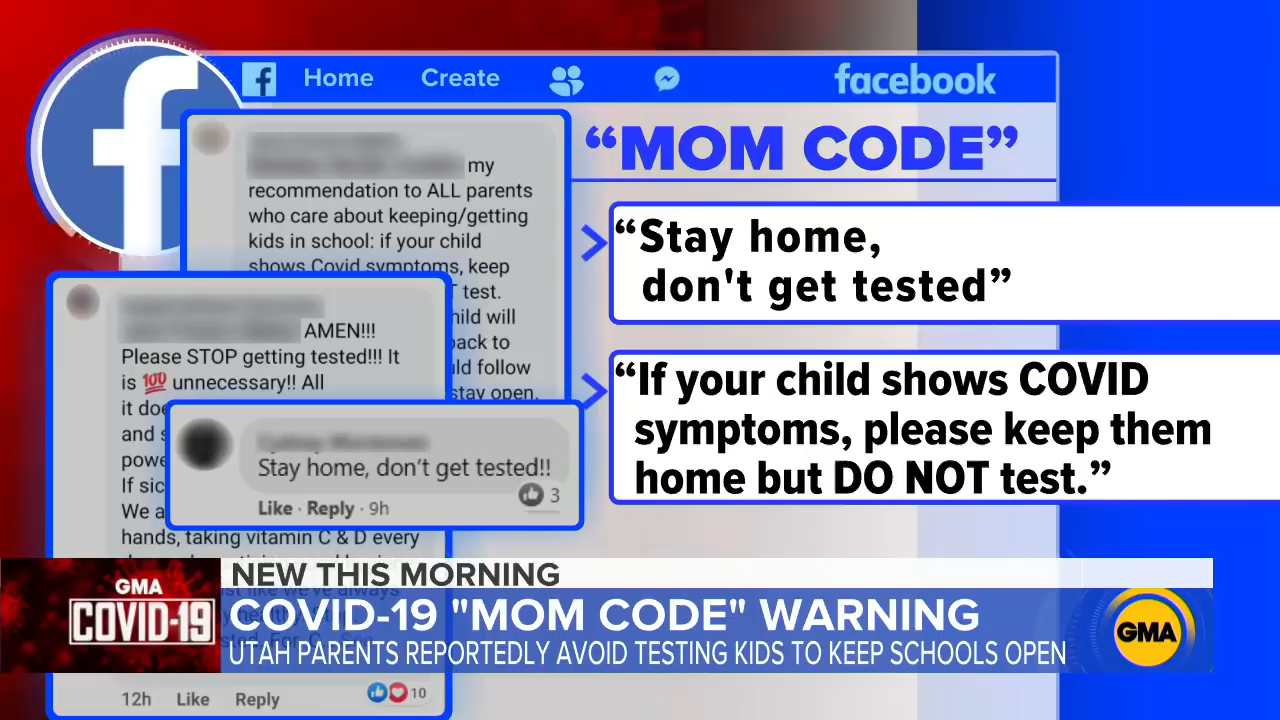 f Home Create facebook
"MOM CODE"
my
recommendation to ALL parents
who care about keeping/getting
kids in school: if your child
shows Covid symptoms, keep
test.
will
back to
follow
stay open.
AMEN!!!
Please STOP getting tested!!! It
is 💯 unnecessary!! All
it
and
If sic
We a
hands, taking vitamin C & D every
12h Like Reply 10
Stay home, don't get tested!!
Like · Reply · 9h 3
"Stay home,
don't get tested"
"If your child shows COVID
symptoms, please keep them
home but DO NOT test."
GMA
COVID-19
NEW THIS MORNING
COVID-19 "MOM CODE" WARNING
UTAH PARENTS REPORTEDLY AVOID TESTING KIDS TO KEEP SCHOOLS OPEN
GMA